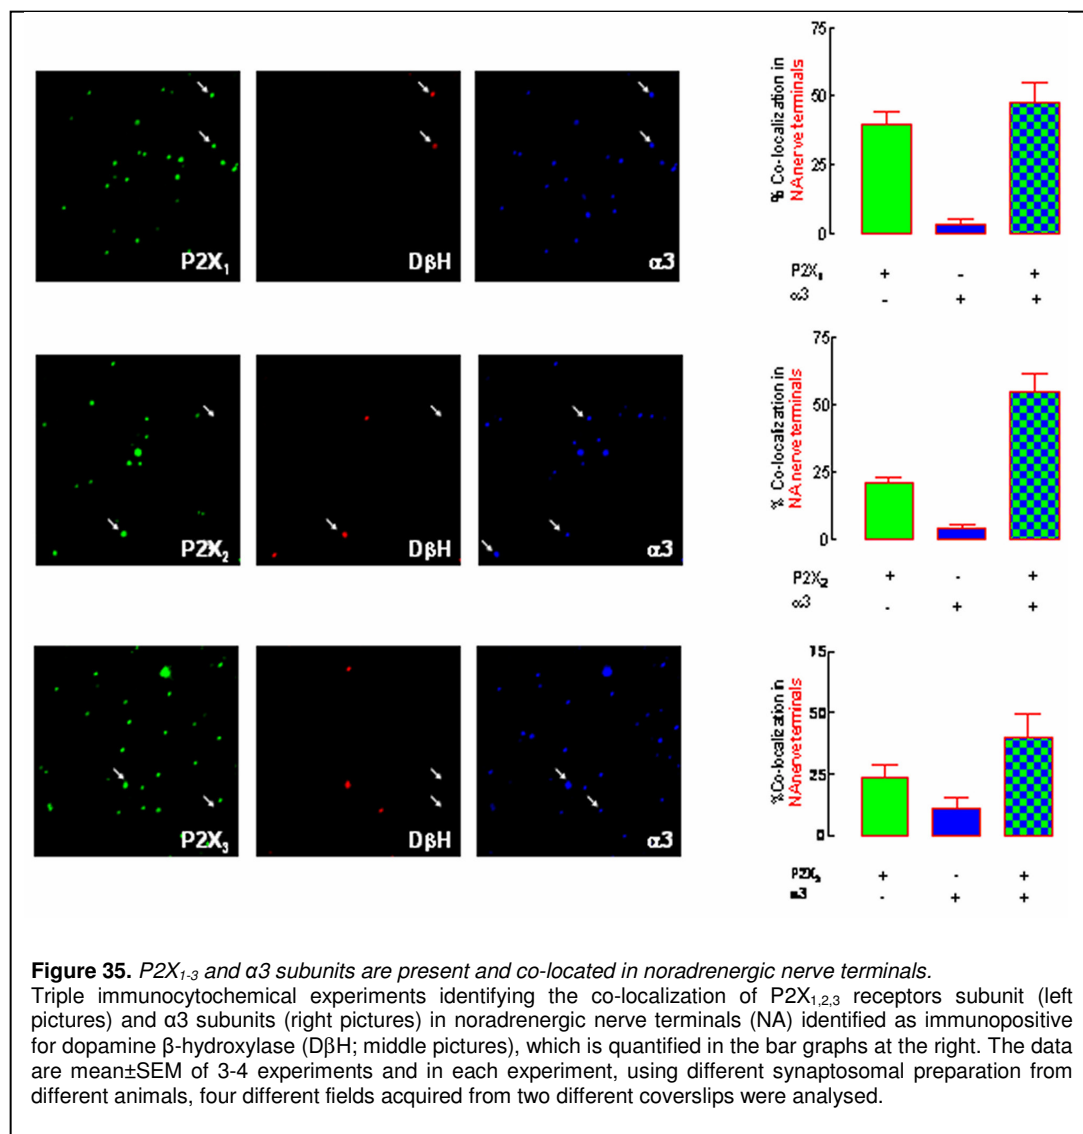 75
50
25
0
% Co-localization in
NA nerve terminals
P2X₁ DβH α3
P2X₁ + - +
α3 - + +
75
50
25
0
% Co-localization in
NA nerve terminals
P2X₂ DβH α3
P2X₂ + - +
α3 - + +
75
50
25
0
% Co-localization in
NA nerve terminals
P2X₃ DβH α3
P2X₃ + - +
α3 - + +
Figure 35. P2X₁₋₃ and α3 subunits are present and co-located in noradrenergic nerve terminals.
Triple immunocytochemical experiments identifying the co-localization of P2X₁,₂,₃ receptors subunit (left
pictures) and α3 subunits (right pictures) in noradrenergic nerve terminals (NA) identified as immunopositive
for dopamine β-hydroxylase (DβH; middle pictures), which is quantified in the bar graphs at the right. The data
are mean±SEM of 3-4 experiments and in each experiment, using different synaptosomal preparation from
different animals, four different fields acquired from two different coverslips were analysed.